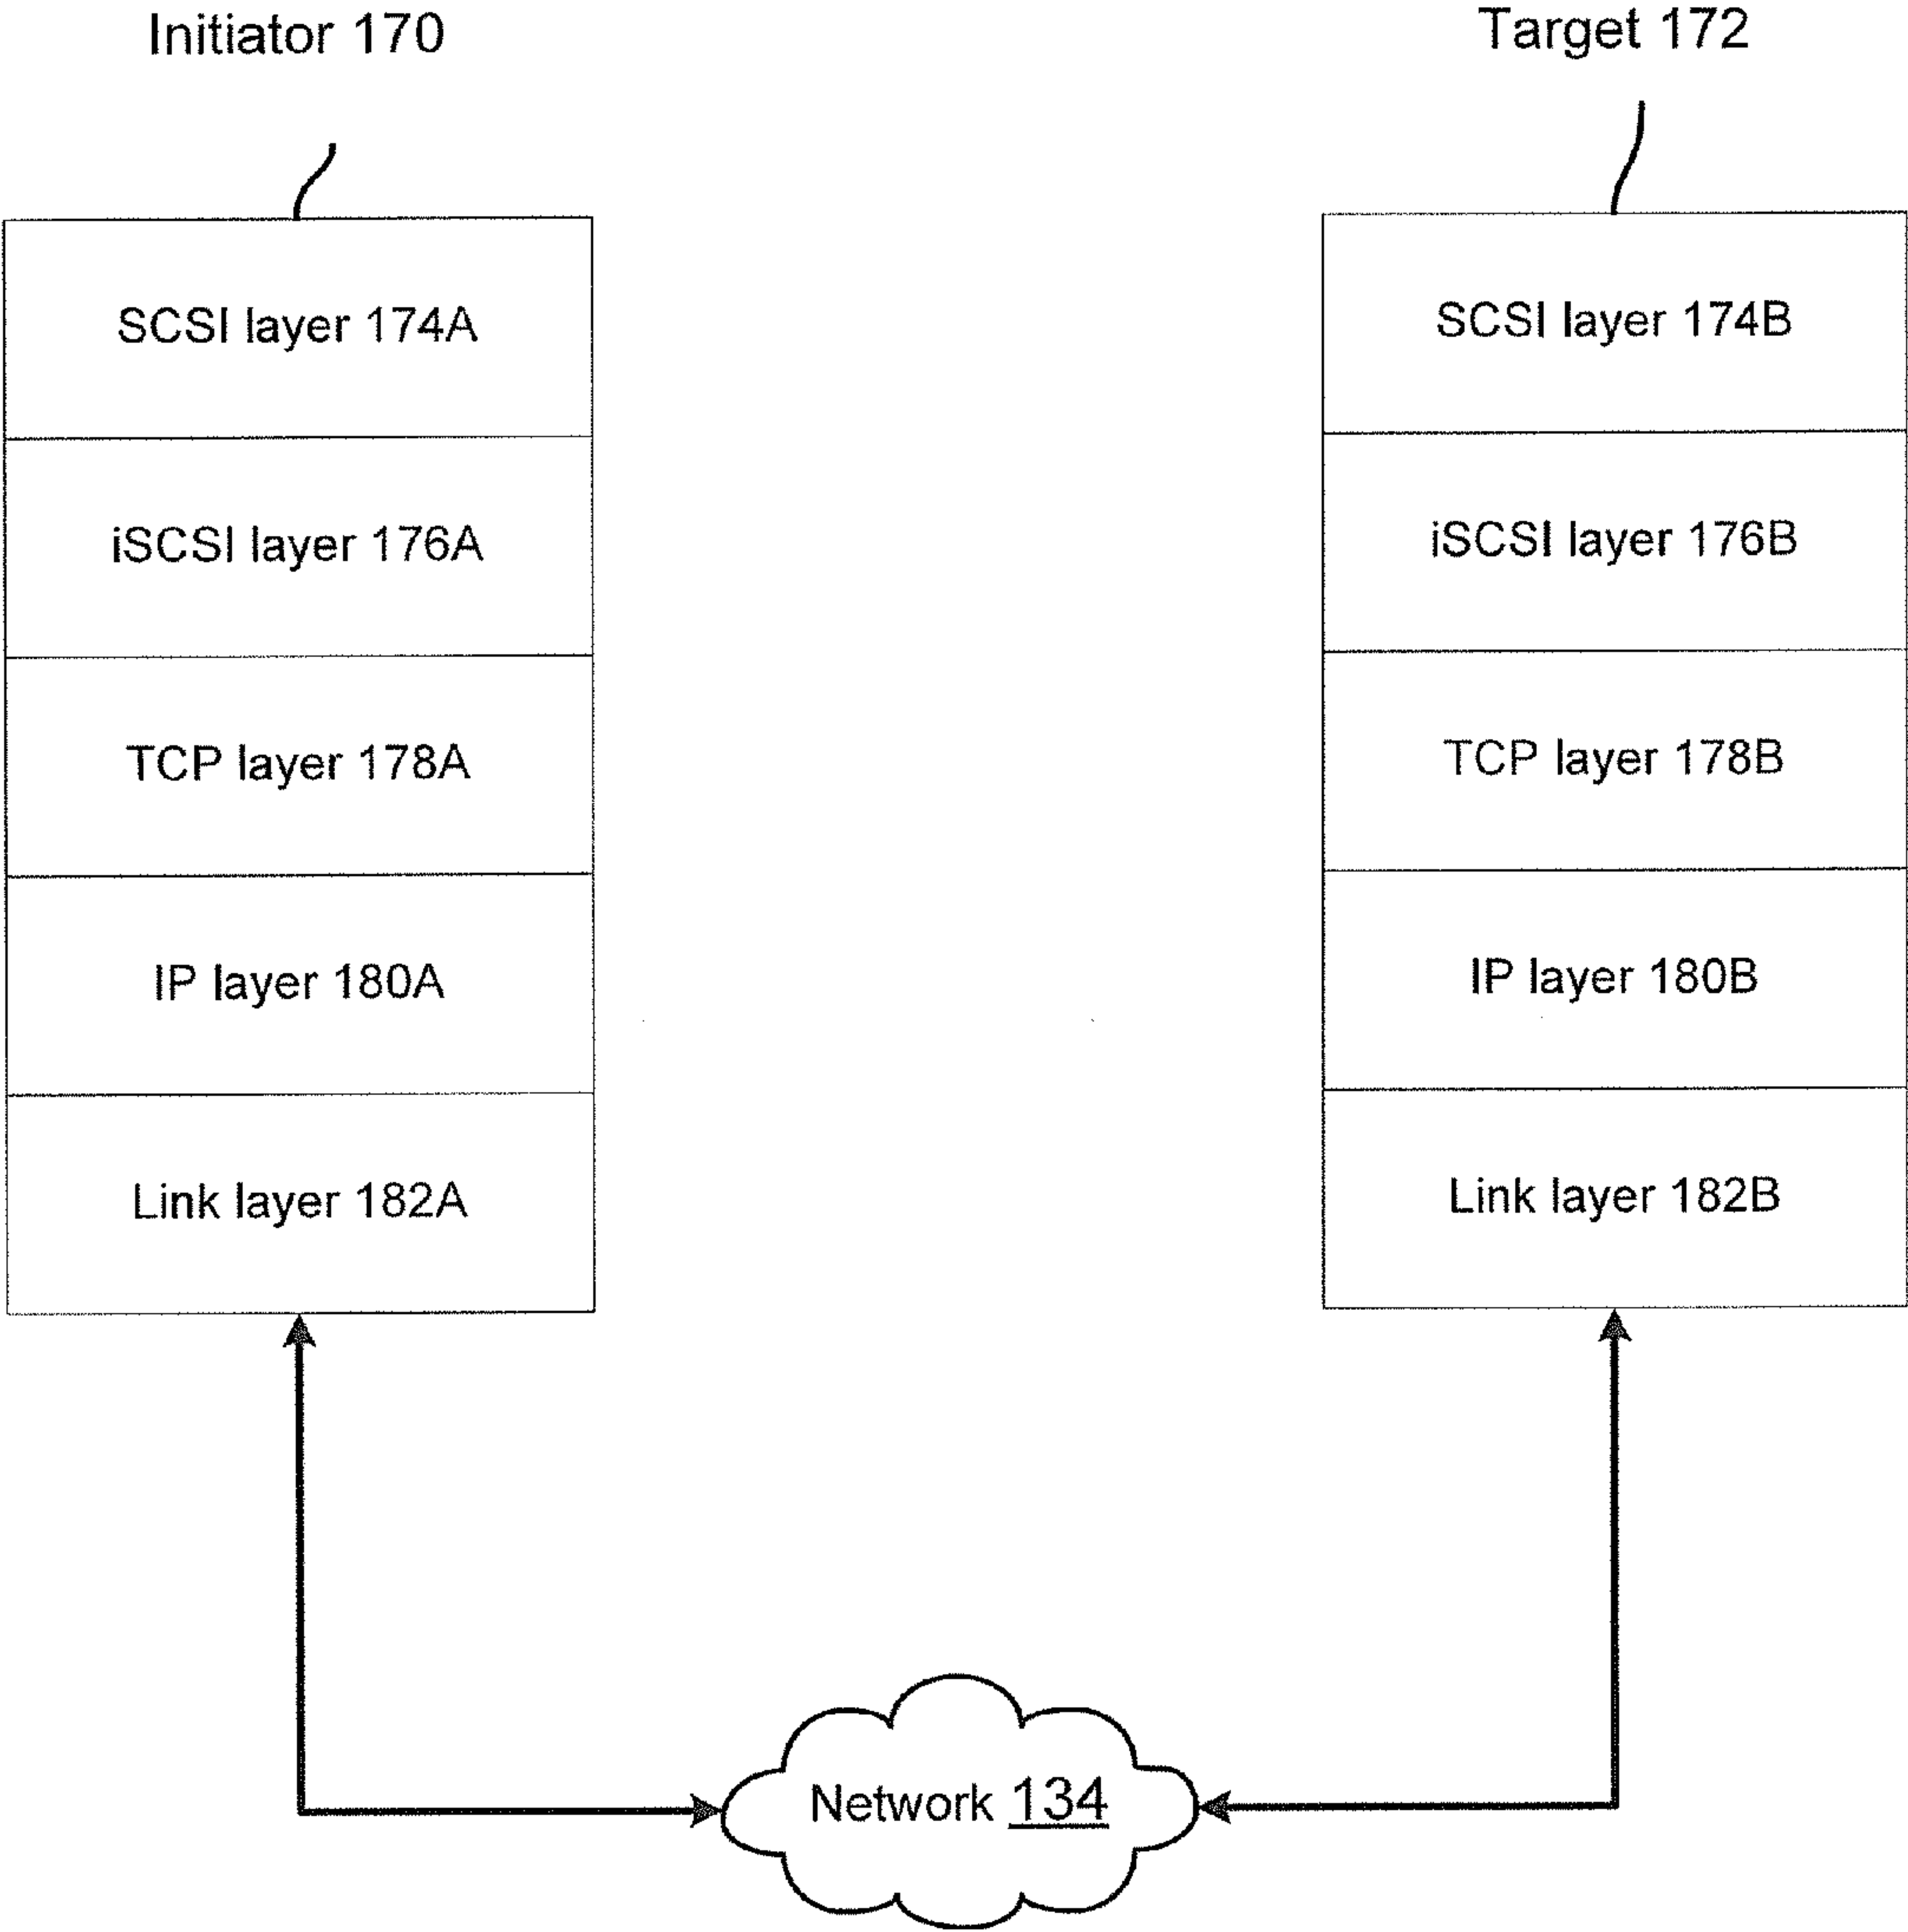 Initiator 170
Target 172
SCSI layer 174A
iSCSI layer 176A
TCP layer 178A
IP layer 180A
Link layer 182A
SCSI layer 174B
iSCSI layer 176B
TCP layer 178B
IP layer 180B
Link layer 182B
Network 134